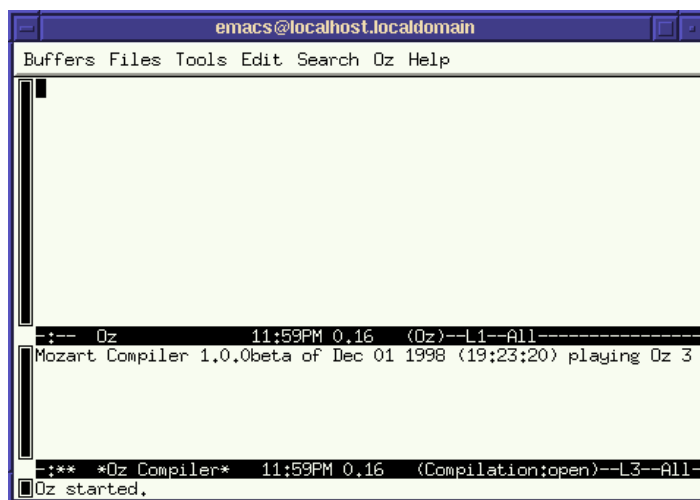 emacs@localhost.localdomain
Buffers Files Tools Edit Search Oz Help
-:-- Oz 11:59PM 0.16 (Oz)--L1--All----------------
Mozart Compiler 1.0.0beta of Dec 01 1998 (19:23:20) playing Oz 3
-:** *Oz Compiler* 11:59PM 0.16 (Compilation:open)--L3--All-
Oz started.